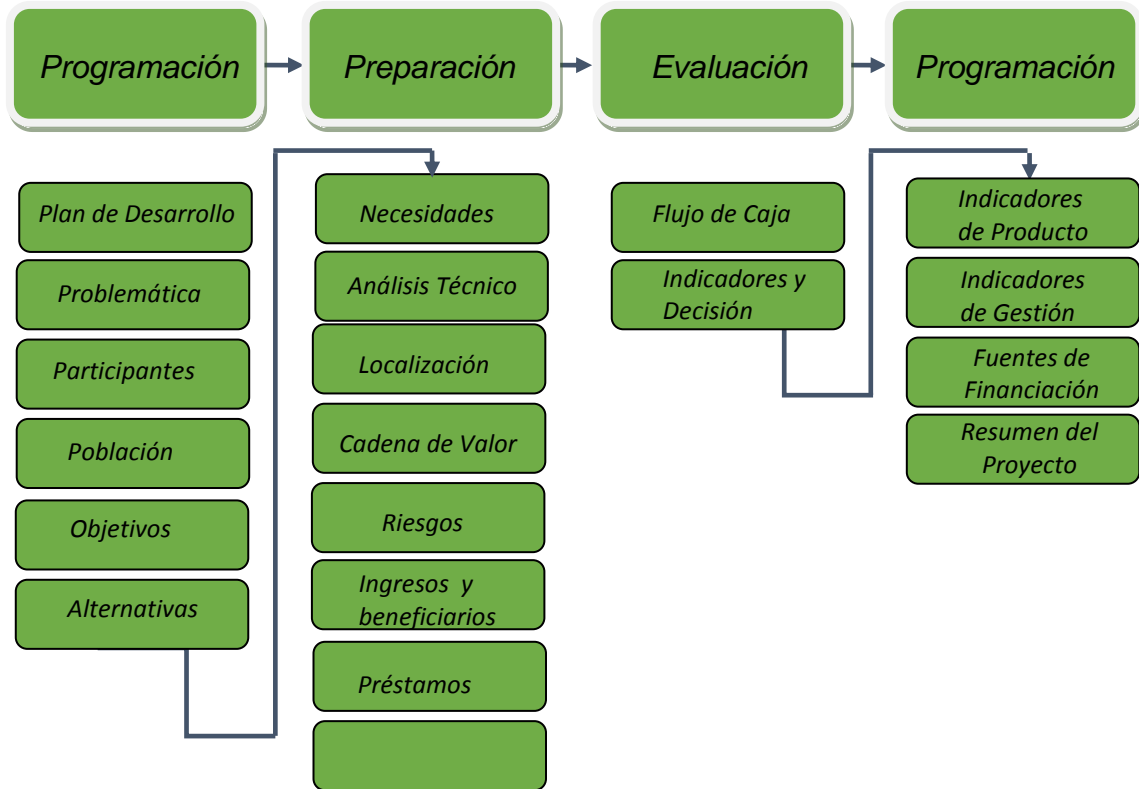 Programación
Preparación
Evaluación
Programación
Plan de Desarrollo
Problemática
Participantes
Población
Objetivos
Alternativas
Necesidades
Análisis Técnico
Localización
Cadena de Valor
Riesgos
Ingresos y
beneficiarios
Préstamos
Flujo de Caja
Indicadores y
Decisión
Indicadores
de Producto
Indicadores
de Gestión
Fuentes de
Financiación
Resumen del
Proyecto